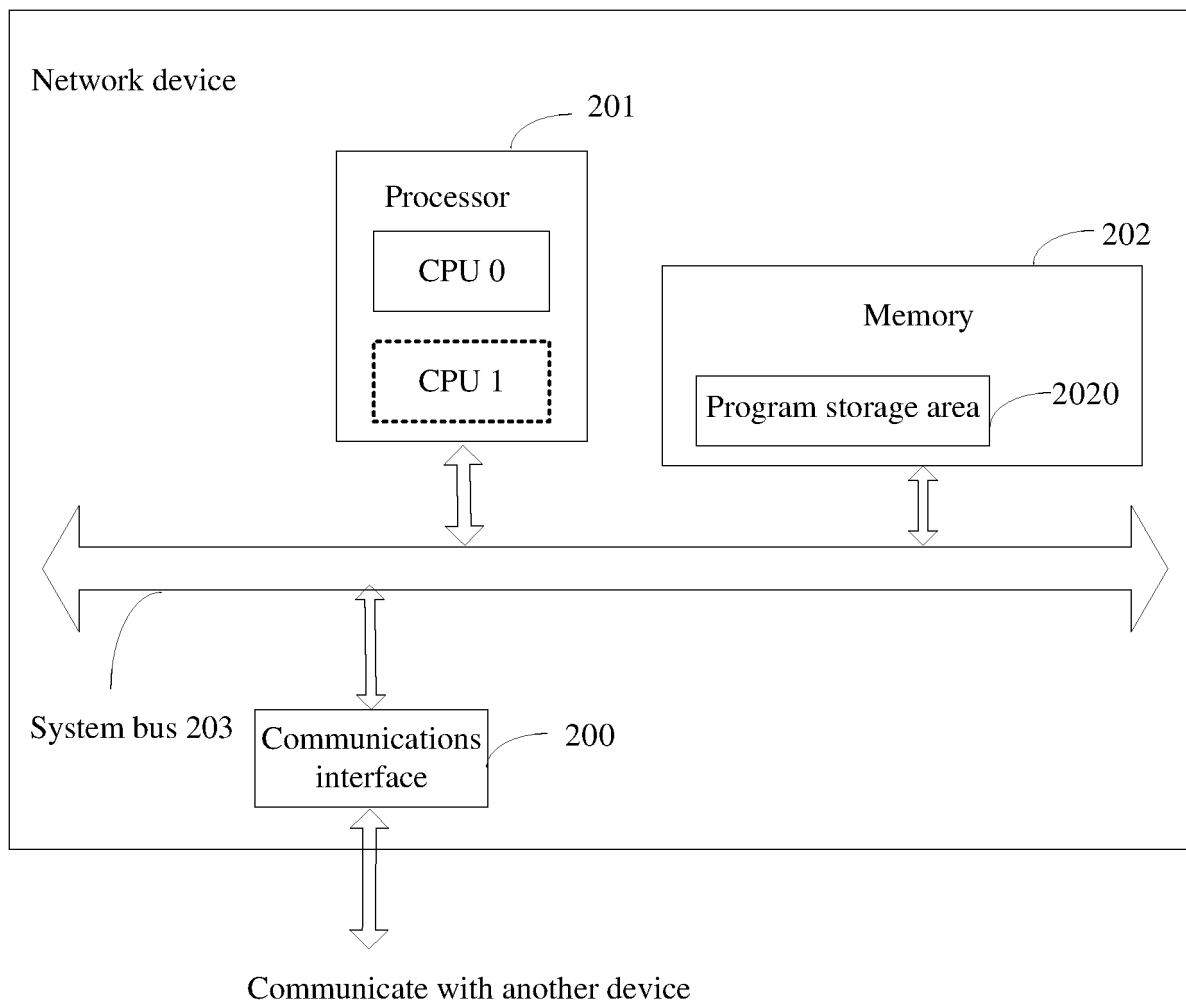 Network device
201
Processor
CPU 0
CPU 1
202
Memory
Program storage area
2020
System bus 203
Communications
interface
200
Communicate with another device